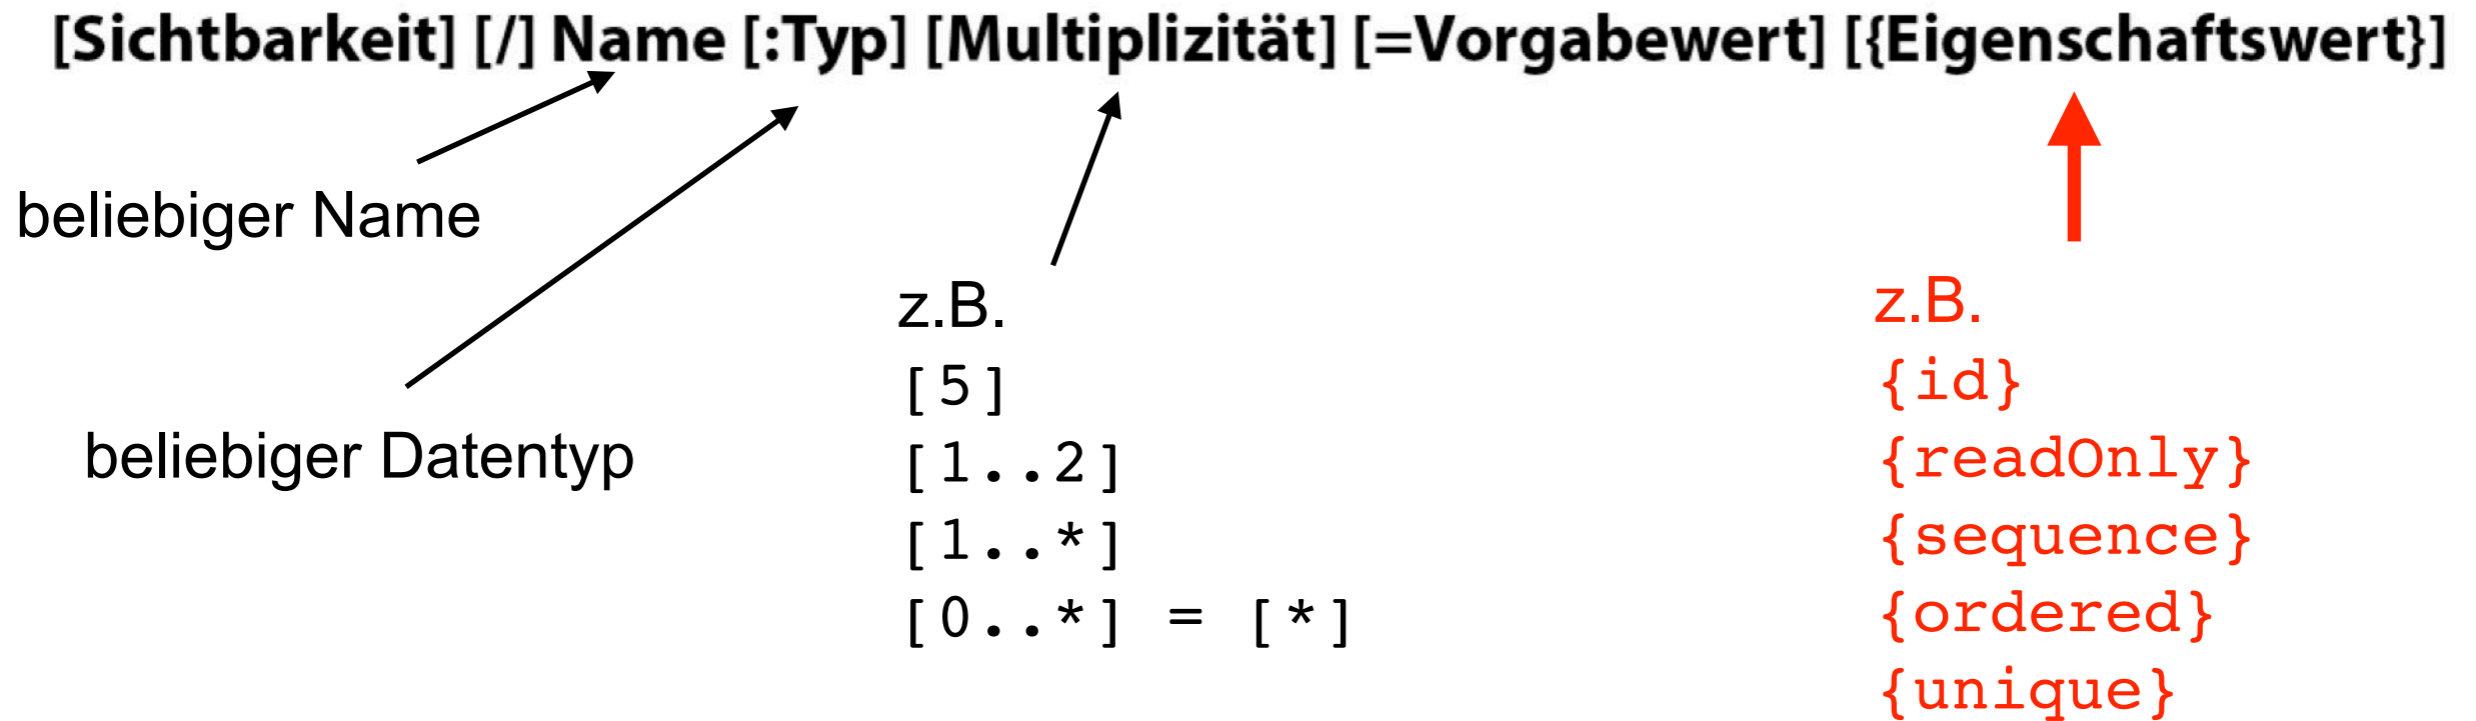 [Sichtbarkeit] [/] Name [:Typ] [Multiplizität] [=Vorgabewert] [{Eigenschaftswert}]
beliebiger Name
beliebiger Datentyp
z.B.
[5]
[1..2]
[1..*]
[0..*] = [*]
z.B.
{id}
{readOnly}
{sequence}
{ordered}
{unique}